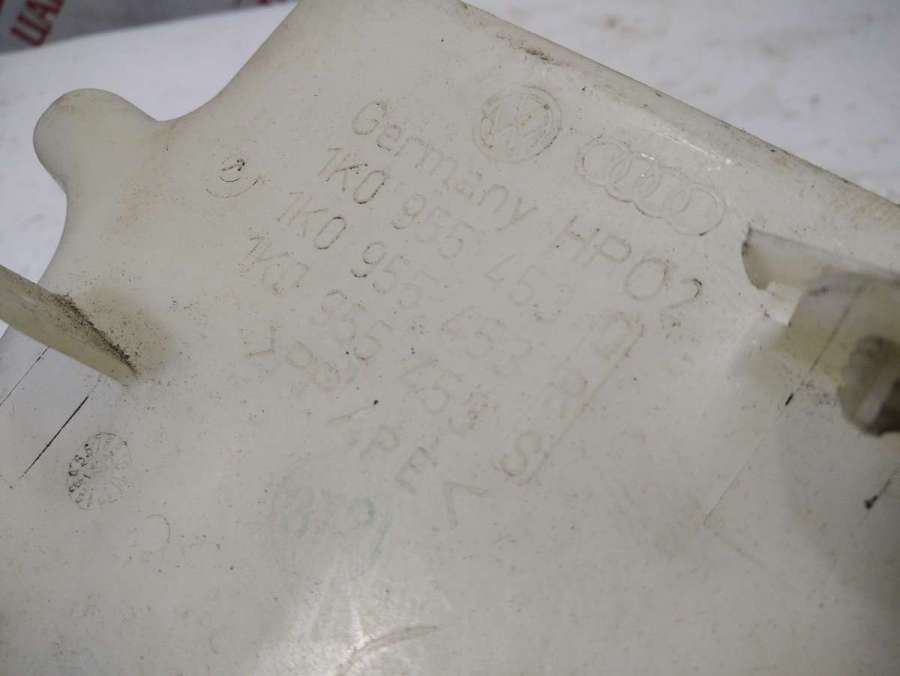 Germany HP02
1K0 955 453 Q
1K0 955 453 R
1K0 955 453 S
>PP/PE<